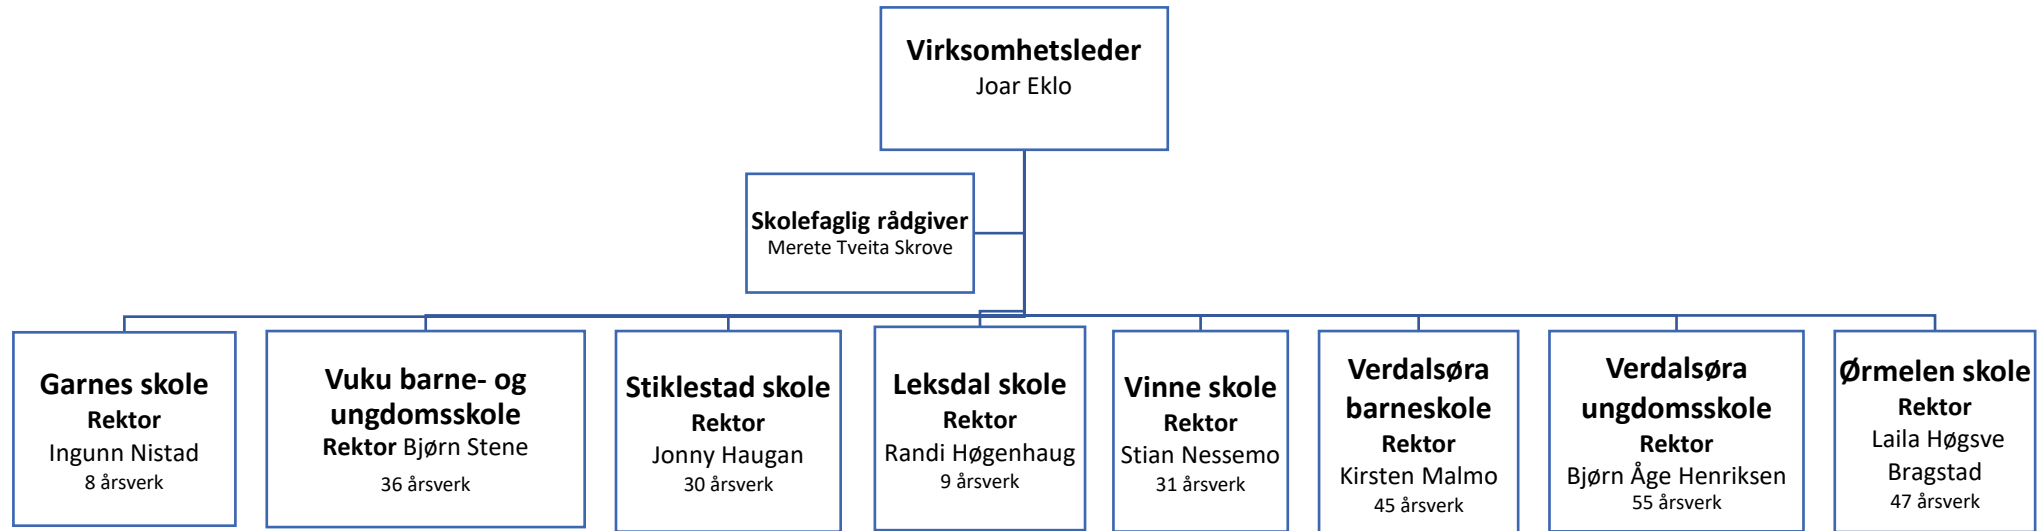 Virksomhetsleder
Joar Eklo
Skolefaglig rådgiver
Merete Tveita Skrove
Garnes skole
Rektor
Ingunn Nistad
8 årsverk
Vuku barne- og
ungdomsskole
Rektor Bjørn Stene
36 årsverk
Stiklestad skole
Rektor
Jonny Haugan
30 årsverk
Leksdal skole
Rektor
Randi Høgenhaug
9 årsverk
Vinne skole
Rektor
Stian Nessemo
31 årsverk
Verdalsøra
barneskole
Rektor
Kirsten Malmo
45 årsverk
Verdalsøra
ungdomsskole
Rektor
Bjørn Åge Henriksen
55 årsverk
Ørmelen skole
Rektor
Laila Høgsve
Bragstad
47 årsverk